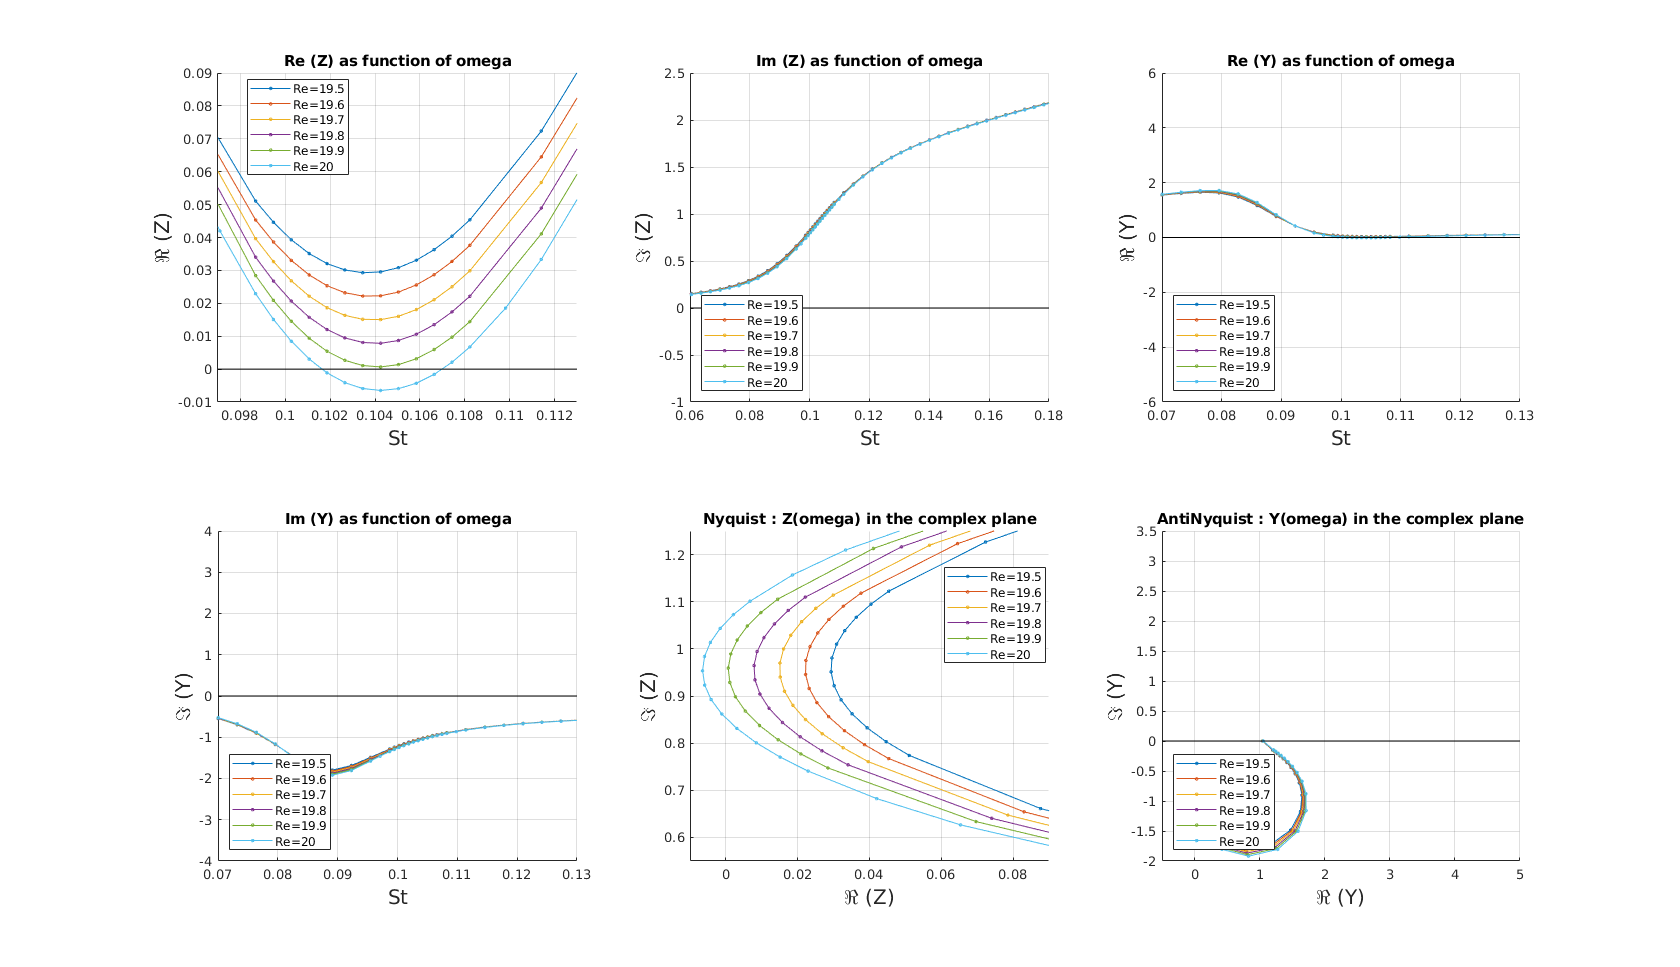 Re (Z) as function of omega
0.09
0.08
0.07
0.06
0.05
0.04
0.03
0.02
0.01
0
-0.01
ℜ (Z)
Re=19.5
Re=19.6
Re=19.7
Re=19.8
Re=19.9
Re=20
0.098 0.1 0.102 0.104 0.106 0.108 0.11 0.112
St
Im (Z) as function of omega
2.5
2
1.5
1
0.5
0
-0.5
-1
ℑ (Z)
Re=19.5
Re=19.6
Re=19.7
Re=19.8
Re=19.9
Re=20
0.06 0.08 0.1 0.12 0.14 0.16 0.18
St
Re (Y) as function of omega
6
4
2
0
-2
-4
-6
ℜ (Y)
Re=19.5
Re=19.6
Re=19.7
Re=19.8
Re=19.9
Re=20
0.07 0.08 0.09 0.1 0.11 0.12 0.13
St
Im (Y) as function of omega
4
3
2
1
0
-1
-2
-3
-4
ℑ (Y)
Re=19.5
Re=19.6
Re=19.7
Re=19.8
Re=19.9
Re=20
0.07 0.08 0.09 0.1 0.11 0.12 0.13
St
Nyquist : Z(omega) in the complex plane
1.2
1.1
1
0.9
0.8
0.7
0.6
ℑ (Z)
Re=19.5
Re=19.6
Re=19.7
Re=19.8
Re=19.9
Re=20
0 0.02 0.04 0.06 0.08
ℜ (Z)
AntiNyquist : Y(omega) in the complex plane
3.5
3
2.5
2
1.5
1
0.5
0
-0.5
-1
-1.5
-2
ℑ (Y)
Re=19.5
Re=19.6
Re=19.7
Re=19.8
Re=19.9
Re=20
0 1 2 3 4 5
ℜ (Y)